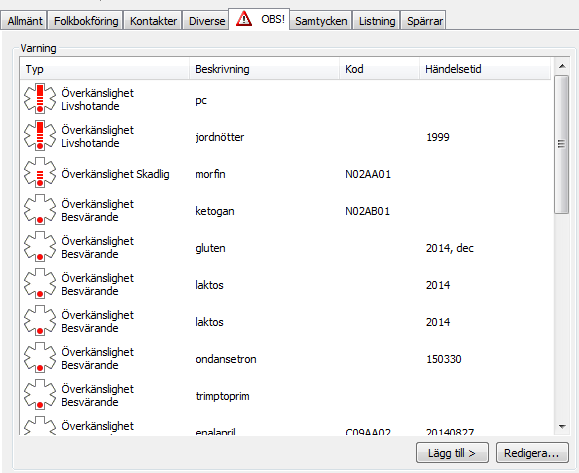 Allmänt Folkbokföring Kontakter Diverse OBS! Samtycken Listning Spärrar
Varning
Typ Beskrivning Kod Händelsetid
Överkänslighet
Livshotande pc
Överkänslighet
Livshotande jordnötter 1999
Överkänslighet Skadlig morfin N02AA01
Överkänslighet
Besvärande ketogan N02AB01
Överkänslighet
Besvärande gluten 2014, dec
Överkänslighet
Besvärande laktos 2014
Överkänslighet
Besvärande laktos 2014
Överkänslighet
Besvärande ondansetron 150330
Överkänslighet
Besvärande trimptoprim
Överkänslighet enalapril C09AA02 20140827
Lägg till > Redigera...